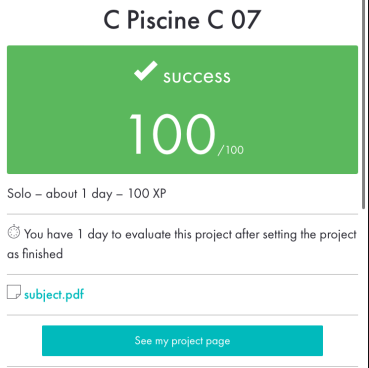 C Piscine C 07
success
100/100
Solo – about 1 day – 100 XP
You have 1 day to evaluate this project after setting the project
as finished
subject.pdf
See my project page